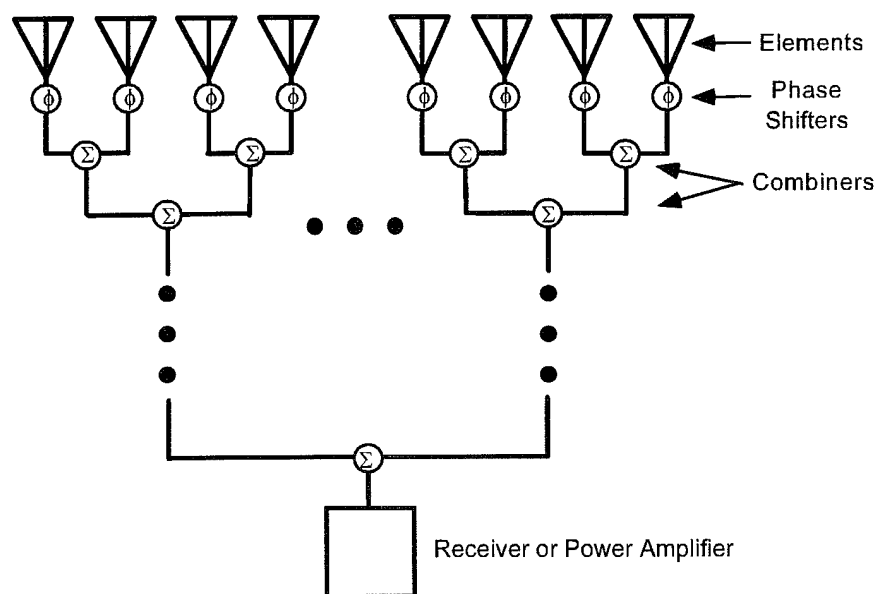 Elements
ϕ ϕ ϕ ϕ ϕ ϕ ϕ ϕ
Phase
Shifters
Σ Σ Σ Σ
Combiners
Σ Σ
Σ
Receiver or Power Amplifier